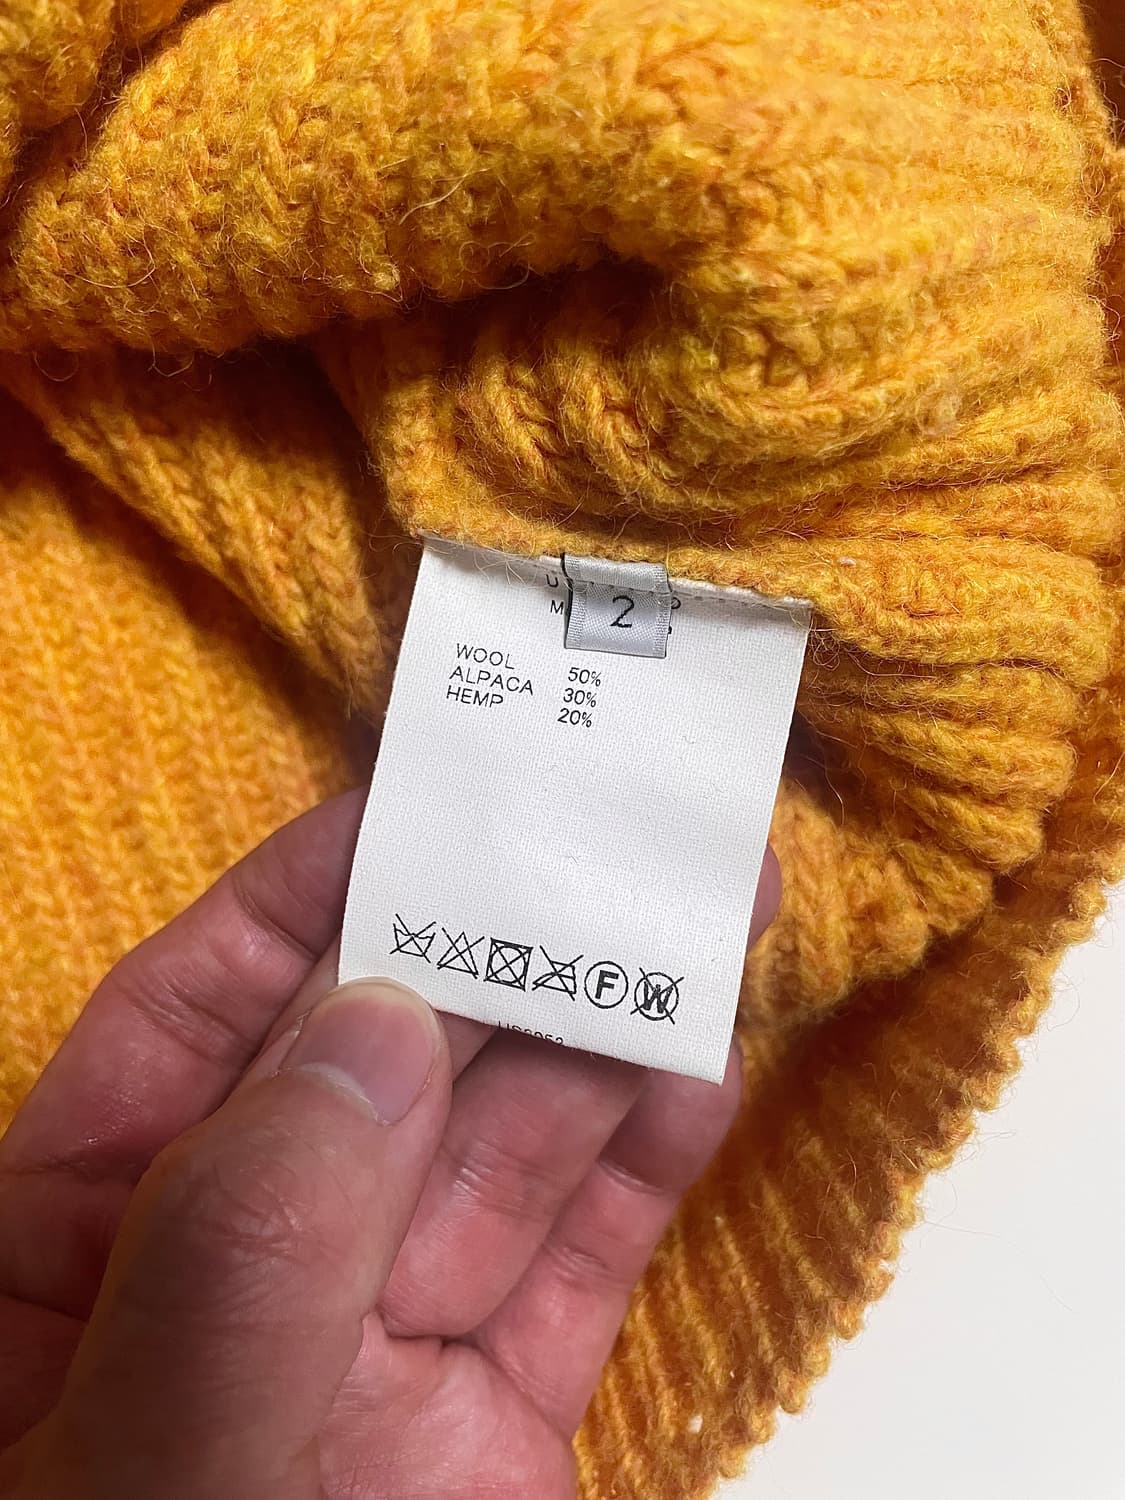 2
WOOL 50%
ALPACA 30%
HEMP 20%
F W